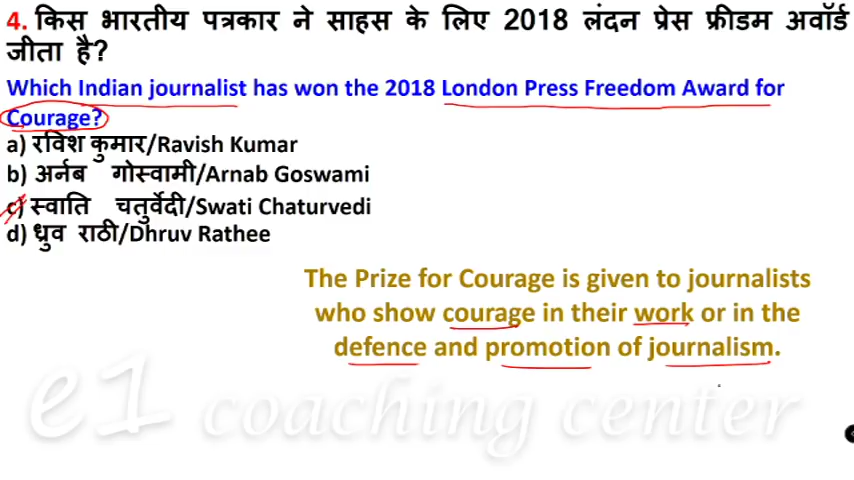 4. किस भारतीय पत्रकार ने साहस के लिए 2018 लंदन प्रेस फ्रीडम अवॉर्ड
जीता है?
Which Indian journalist has won the 2018 London Press Freedom Award for
Courage?
a) रविश कुमार/Ravish Kumar
b) अर्नब गोस्वामी/Arnab Goswami
c) स्वाति चतुर्वेदी/Swati Chaturvedi
d) ध्रुव राठी/Dhruv Rathee
The Prize for Courage is given to journalists
who show courage in their work or in the
defence and promotion of journalism.
e1 coaching center